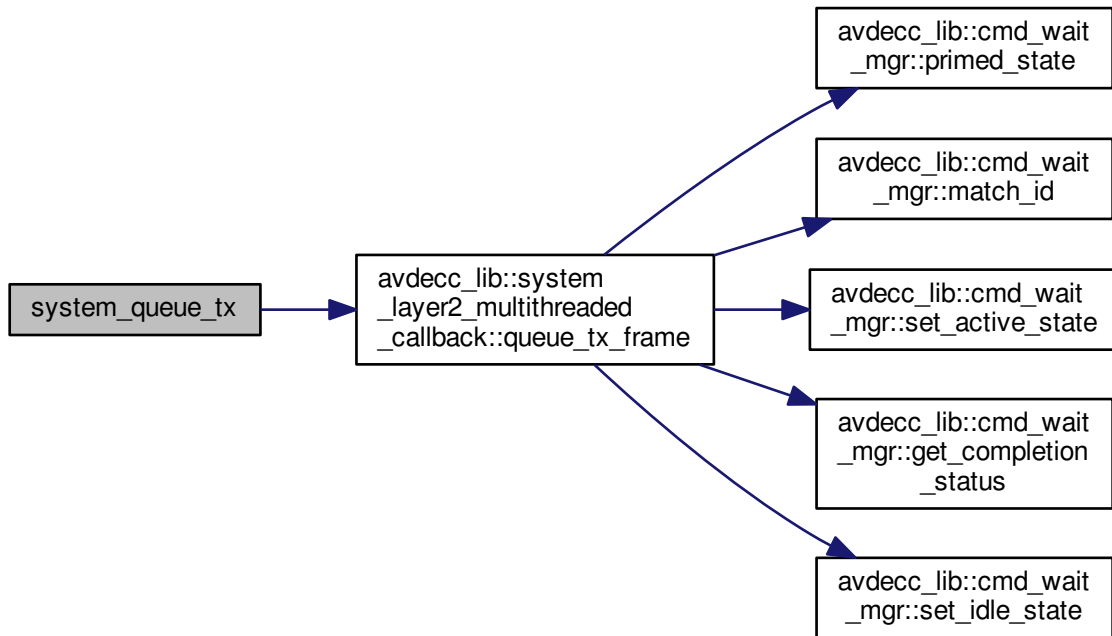 system_queue_tx
avdecc_lib::system
_layer2_multithreaded
_callback::queue_tx_frame
avdecc_lib::cmd_wait
_mgr::primed_state
avdecc_lib::cmd_wait
_mgr::match_id
avdecc_lib::cmd_wait
_mgr::set_active_state
avdecc_lib::cmd_wait
_mgr::get_completion
_status
avdecc_lib::cmd_wait
_mgr::set_idle_state